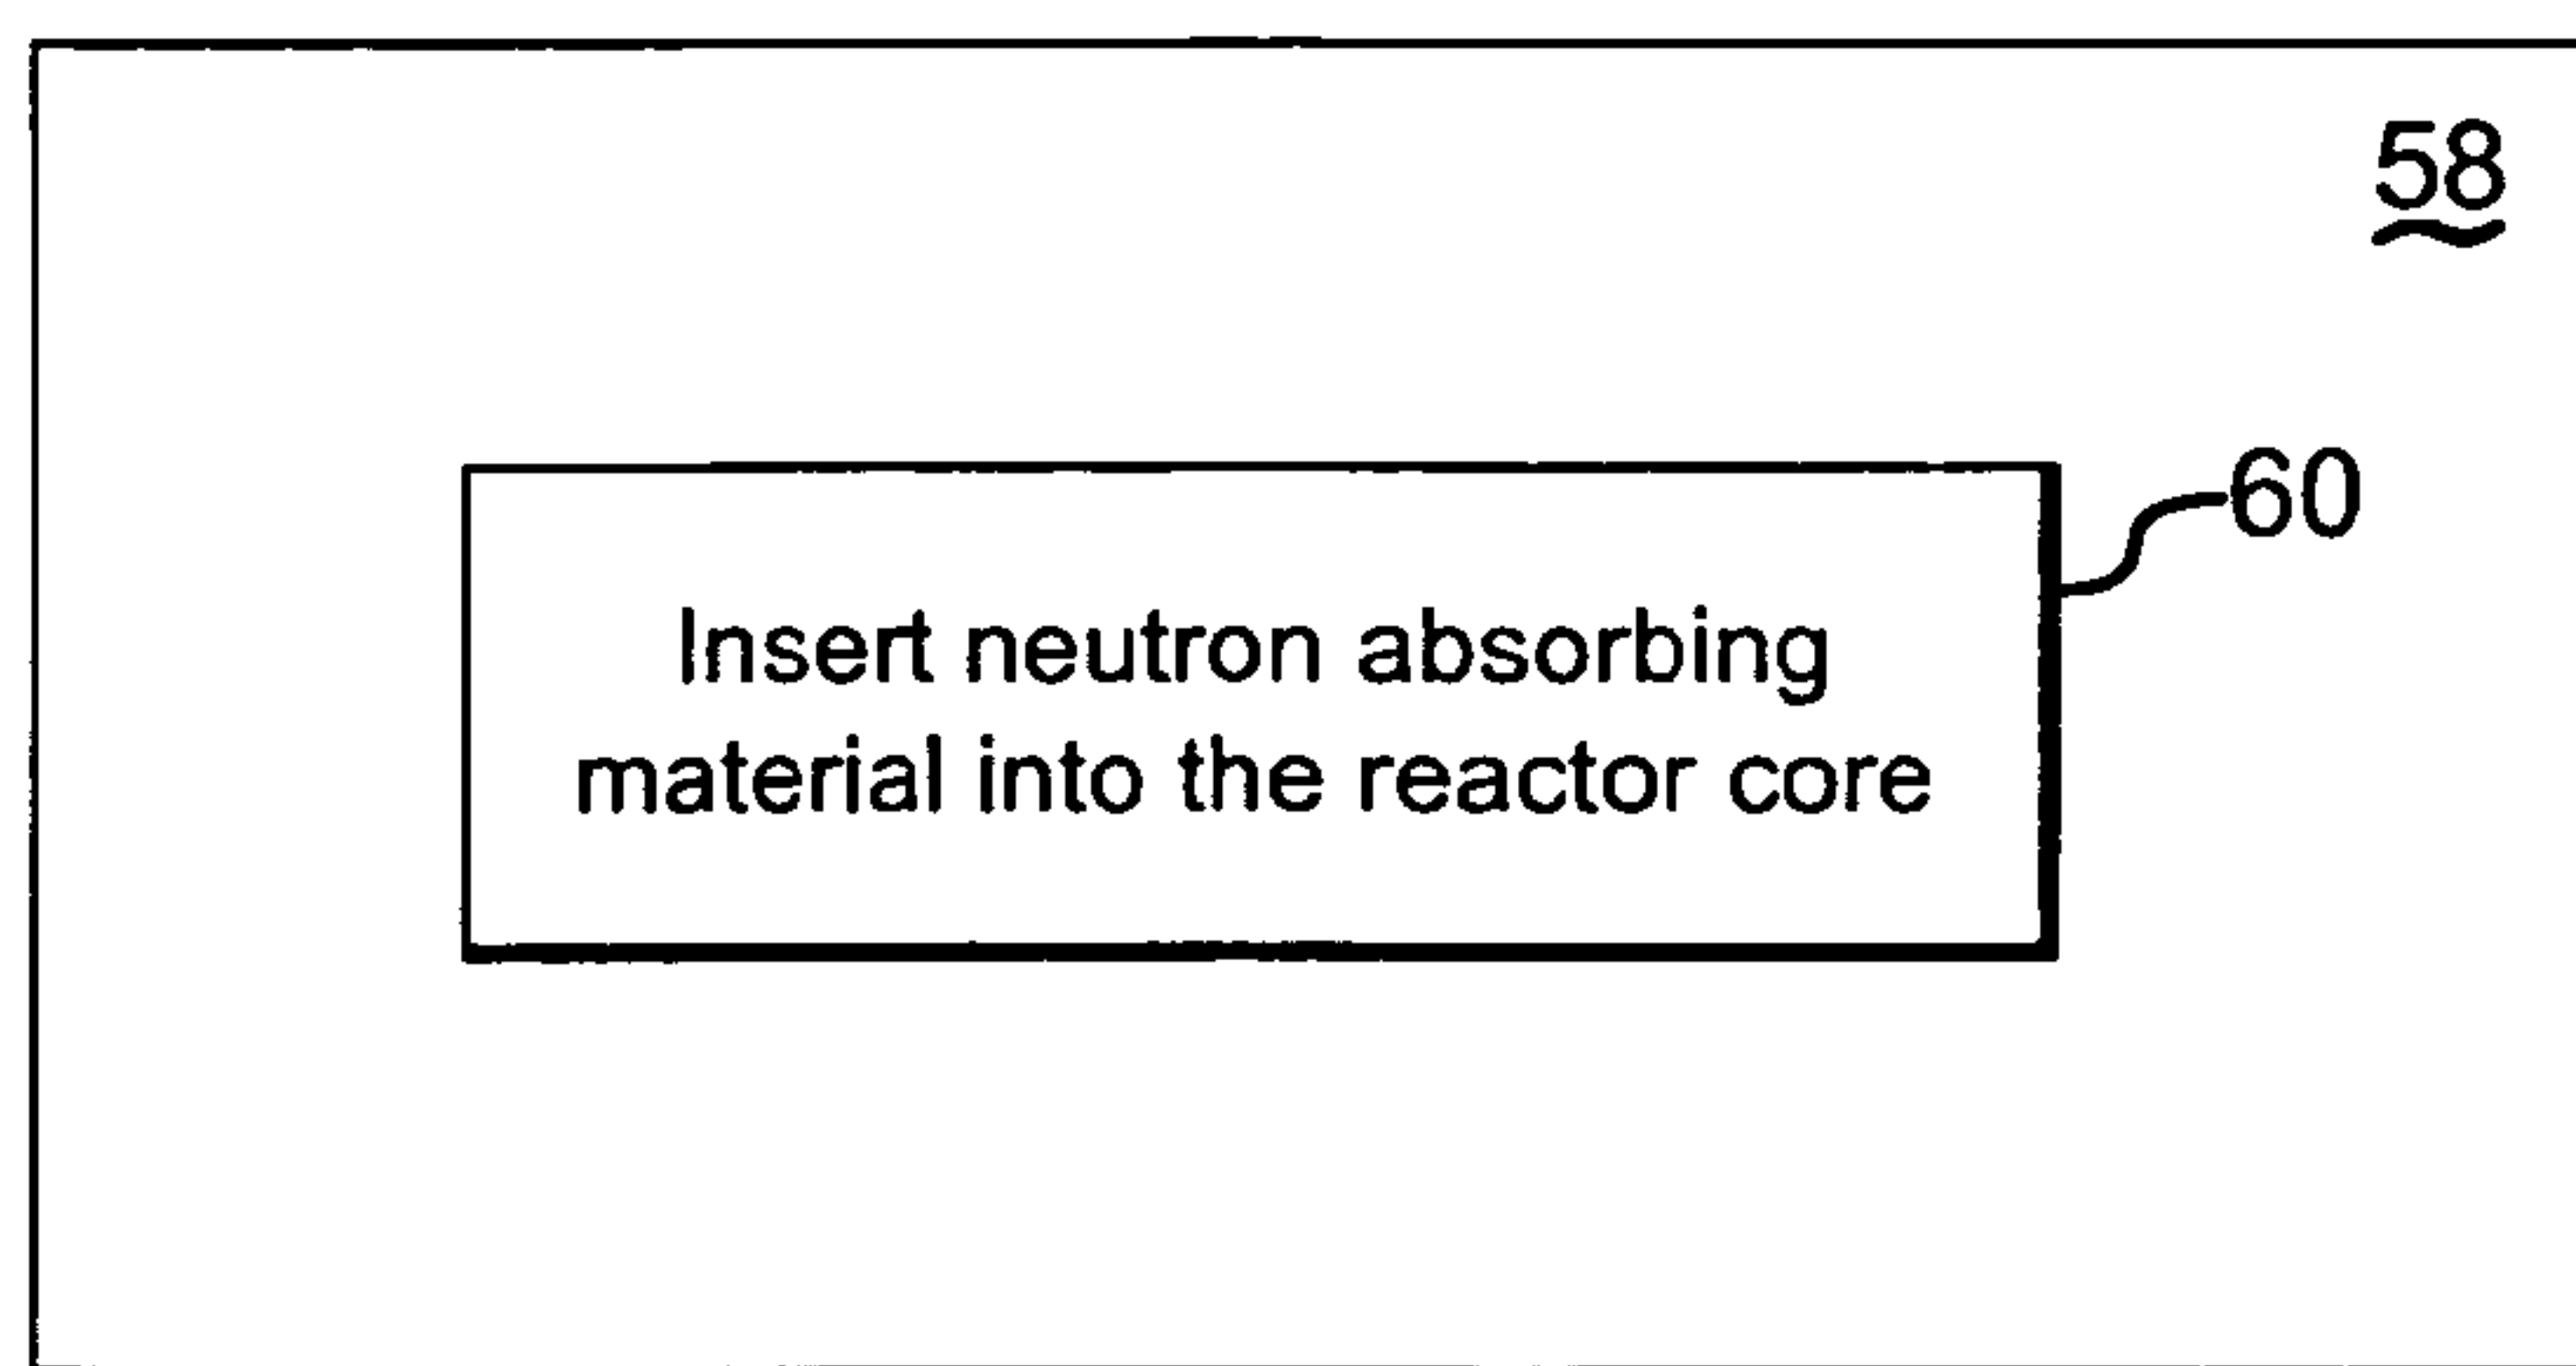 58
60
Insert neutron absorbing
material into the reactor core